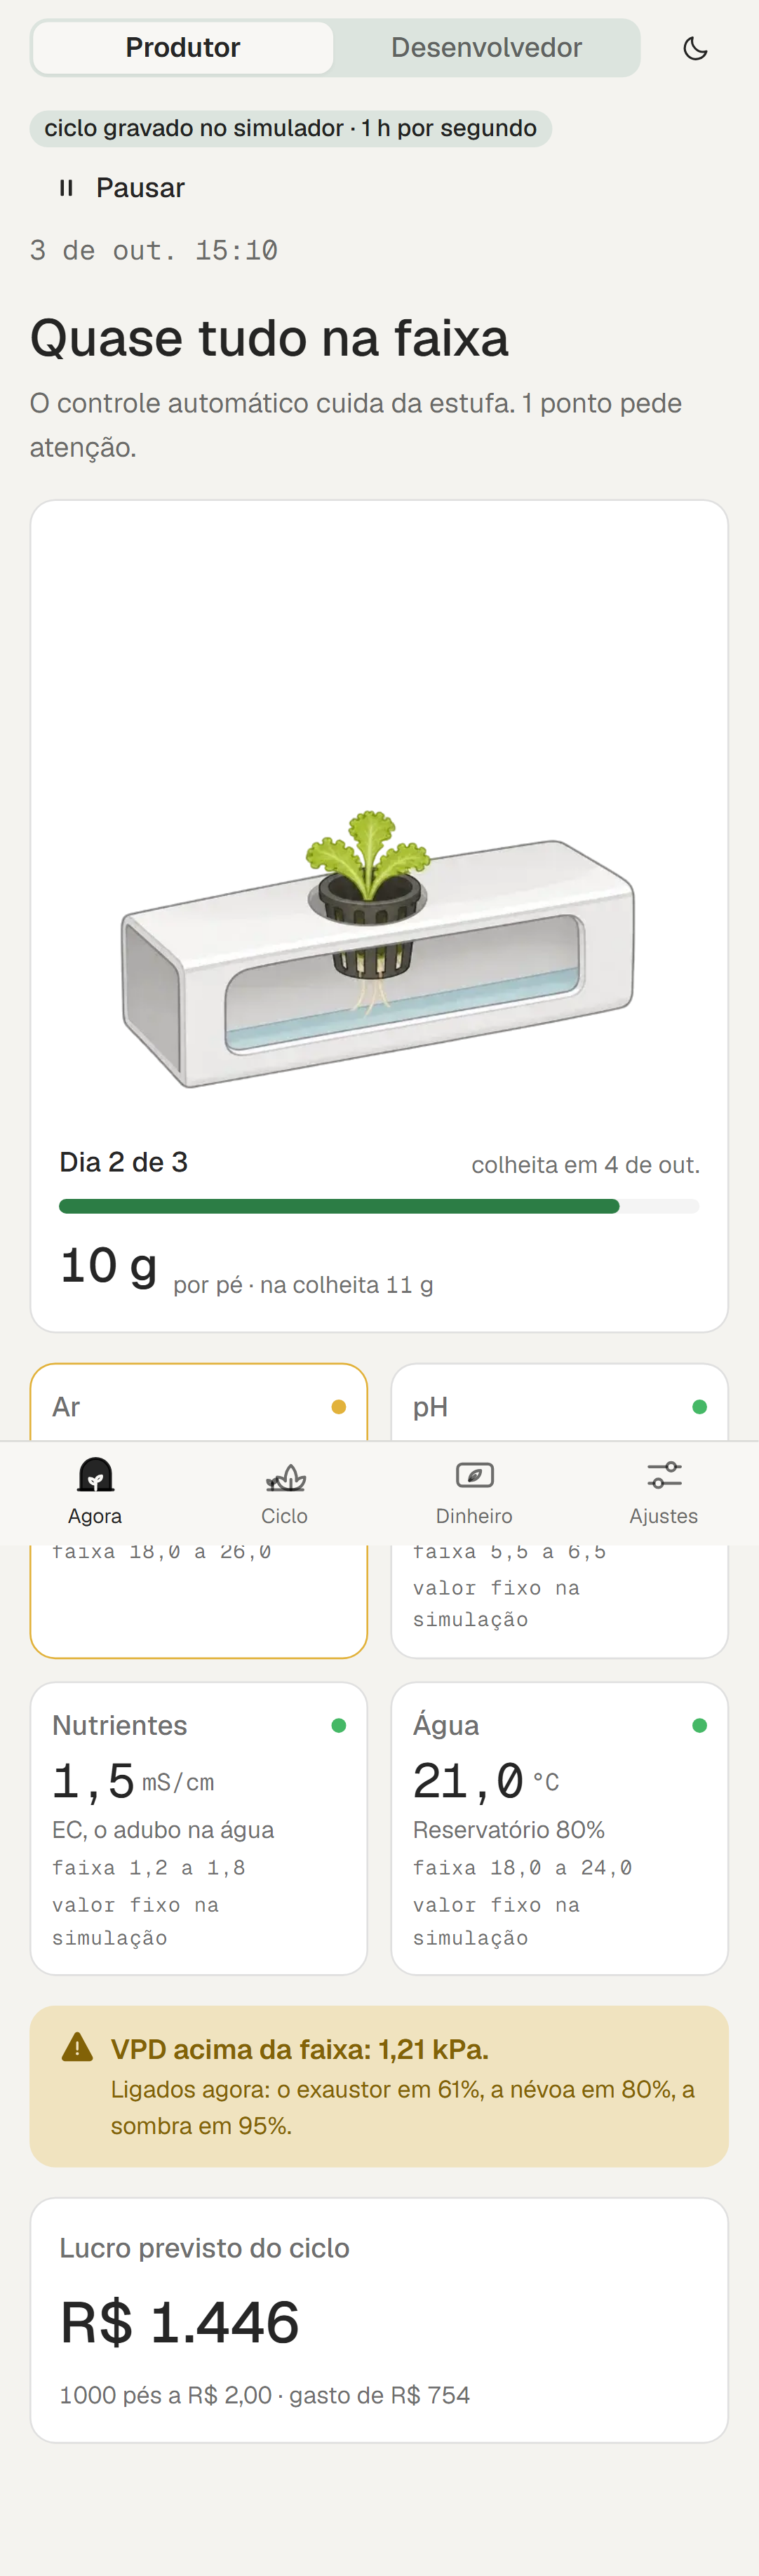 Produtor
Desenvolvedor
ciclo gravado no simulador · 1 h por segundo
Pausar
3 de out. 15:10
Quase tudo na faixa
O controle automático cuida da estufa. 1 ponto pede
atenção.
Dia 2 de 3
colheita em 4 de out.
10 g por pé · na colheita 11 g
Ar
pH
Agora
Ciclo
Dinheiro
Ajustes
faixa 18,0 a 26,0
faixa 5,5 a 6,5
valor fixo na
simulação
Nutrientes
1,5 mS/cm
EC, o adubo na água
faixa 1,2 a 1,8
valor fixo na
simulação
Água
21,0 °C
Reservatório 80%
faixa 18,0 a 24,0
valor fixo na
simulação
VPD acima da faixa: 1,21 kPa.
Ligados agora: o exaustor em 61%, a névoa em 80%, a
sombra em 95%.
Lucro previsto do ciclo
R$ 1.446
1000 pés a R$ 2,00 · gasto de R$ 754